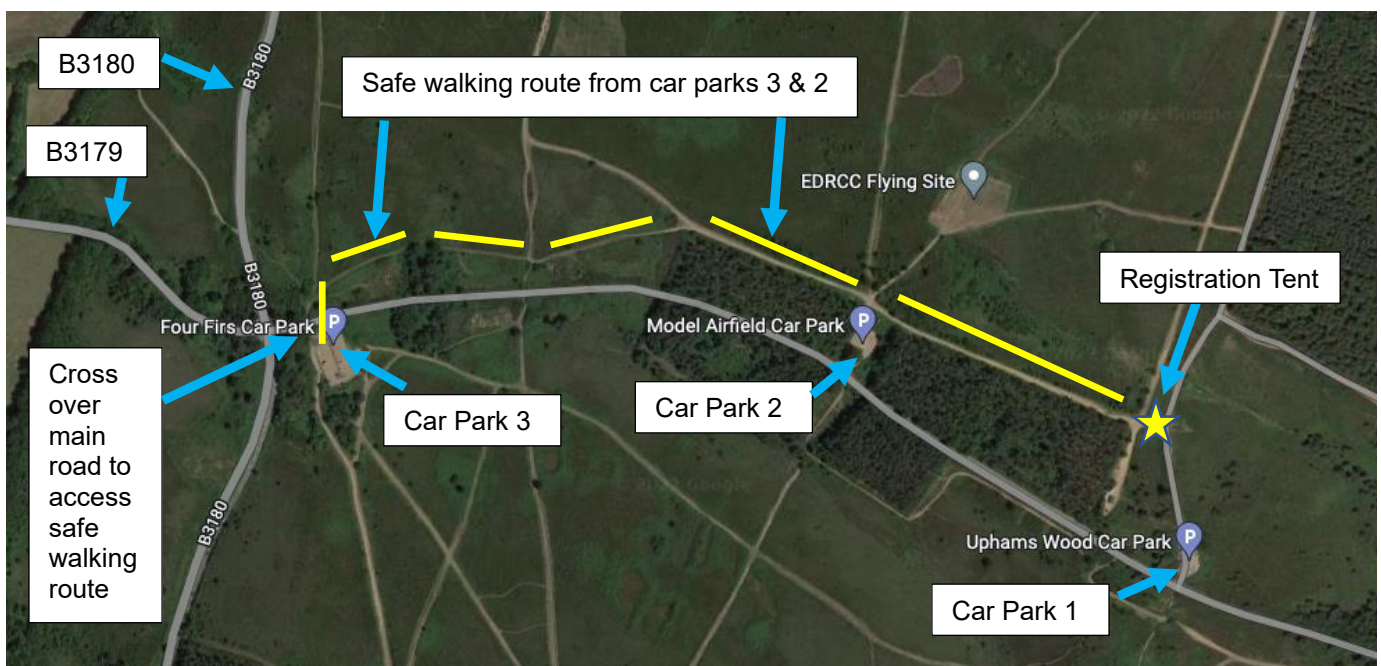 B3180
B3180
Safe walking route from car parks 3 & 2
B3179
EDRCC Flying Site
Registration Tent
B3180
Four Firs Car Park
P
Model Airfield Car Park
P
Cross
over
main
road to
access
safe
walking
route
Car Park 3
Car Park 2
B3180
Uphams Wood Car Park
P
Car Park 1